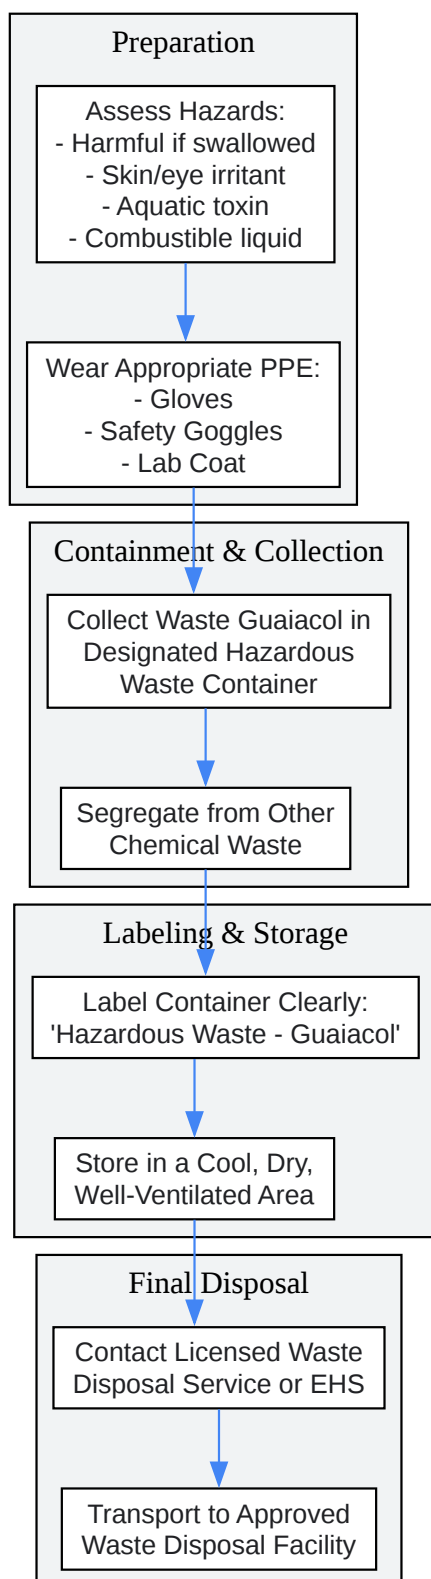 Preparation
Assess Hazards:
- Harmful if swallowed
- Skin/eye irritant
- Aquatic toxin
- Combustible liquid
Wear Appropriate PPE:
- Gloves
- Safety Goggles
- Lab Coat
Containment & Collection
Collect Waste Guaiacol in
Designated Hazardous
Waste Container
Segregate from Other
Chemical Waste
Labeling & Storage
Label Container Clearly:
'Hazardous Waste - Guaiacol'
Store in a Cool, Dry,
Well-Ventilated Area
Final Disposal
Contact Licensed Waste
Disposal Service or EHS
Transport to Approved
Waste Disposal Facility